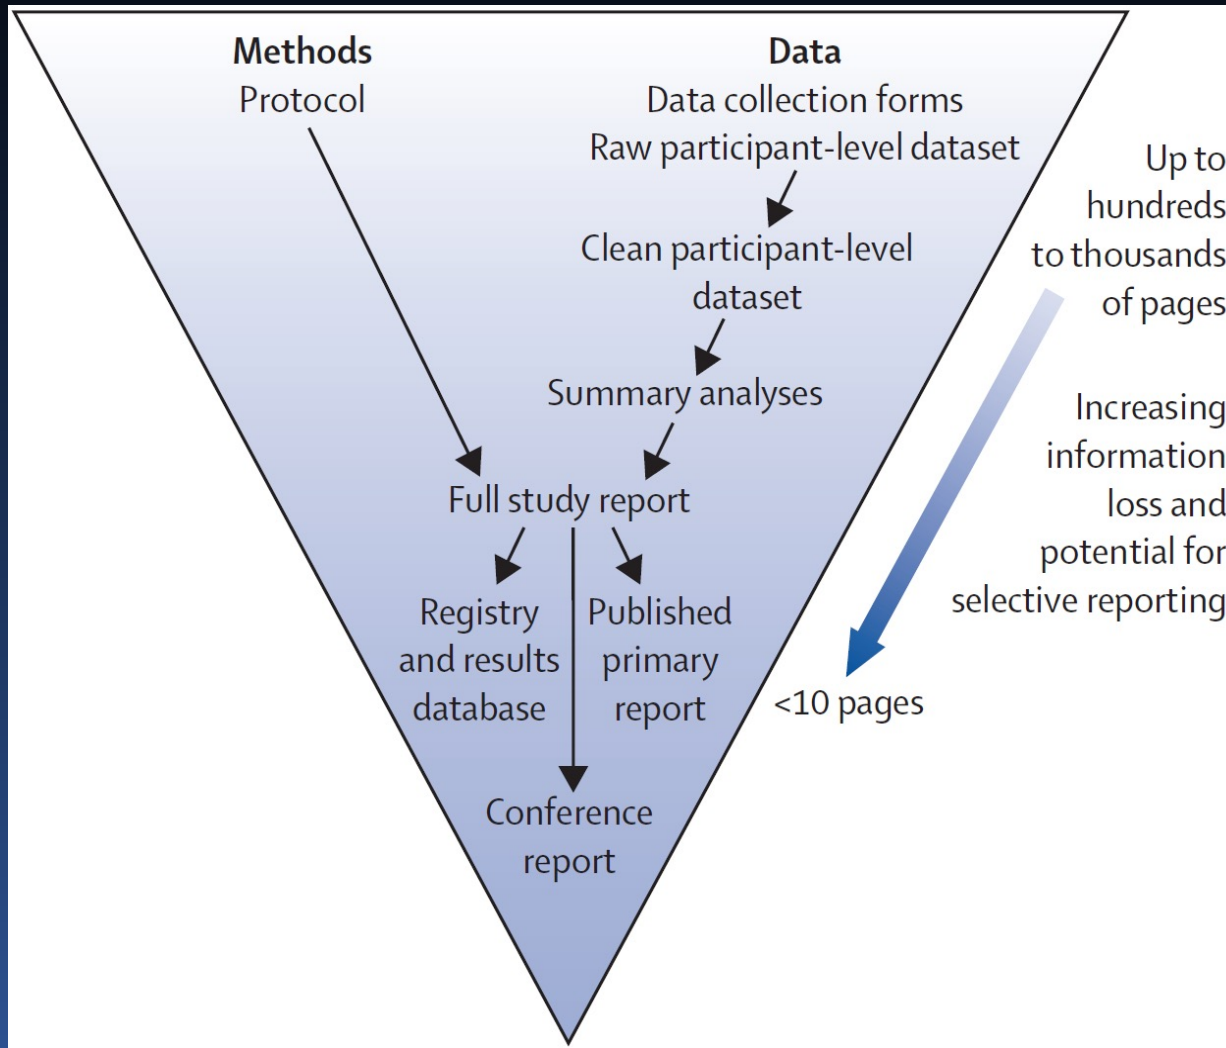 Methods
Protocol
Data
Data collection forms
Raw participant-level dataset
Clean participant-level
dataset
Summary analyses
Full study report
Registry
and results
database
Published
primary
report
Conference
report
Up to
hundreds
to thousands
of pages
Increasing
information
loss and
potential for
selective reporting
<10 pages